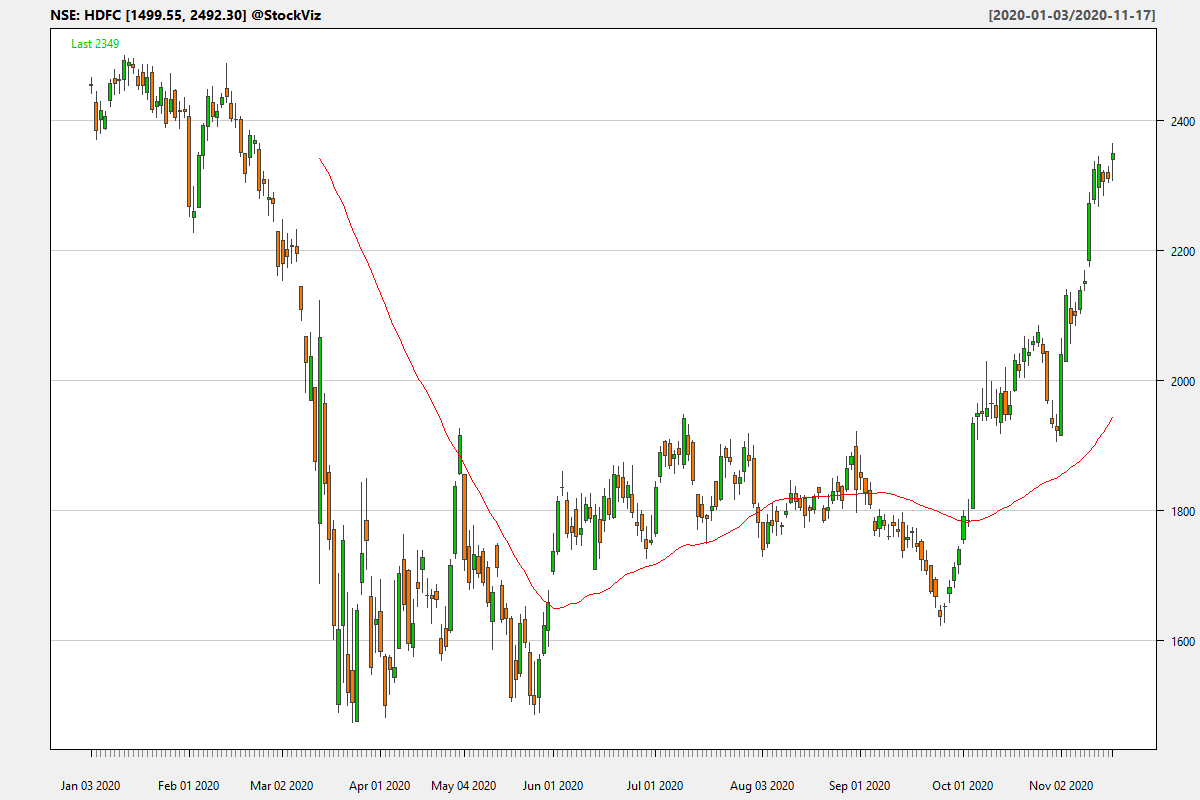 NSE: HDFC [1499.55, 2492.30] @StockViz [2020-01-03/2020-11-17]
Last 2349
2400
2200
2000
1800
1600
Jan 03 2020 Feb 01 2020 Mar 02 2020 Apr 01 2020 May 04 2020 Jun 01 2020 Jul 01 2020 Aug 03 2020 Sep 01 2020 Oct 01 2020 Nov 02 2020